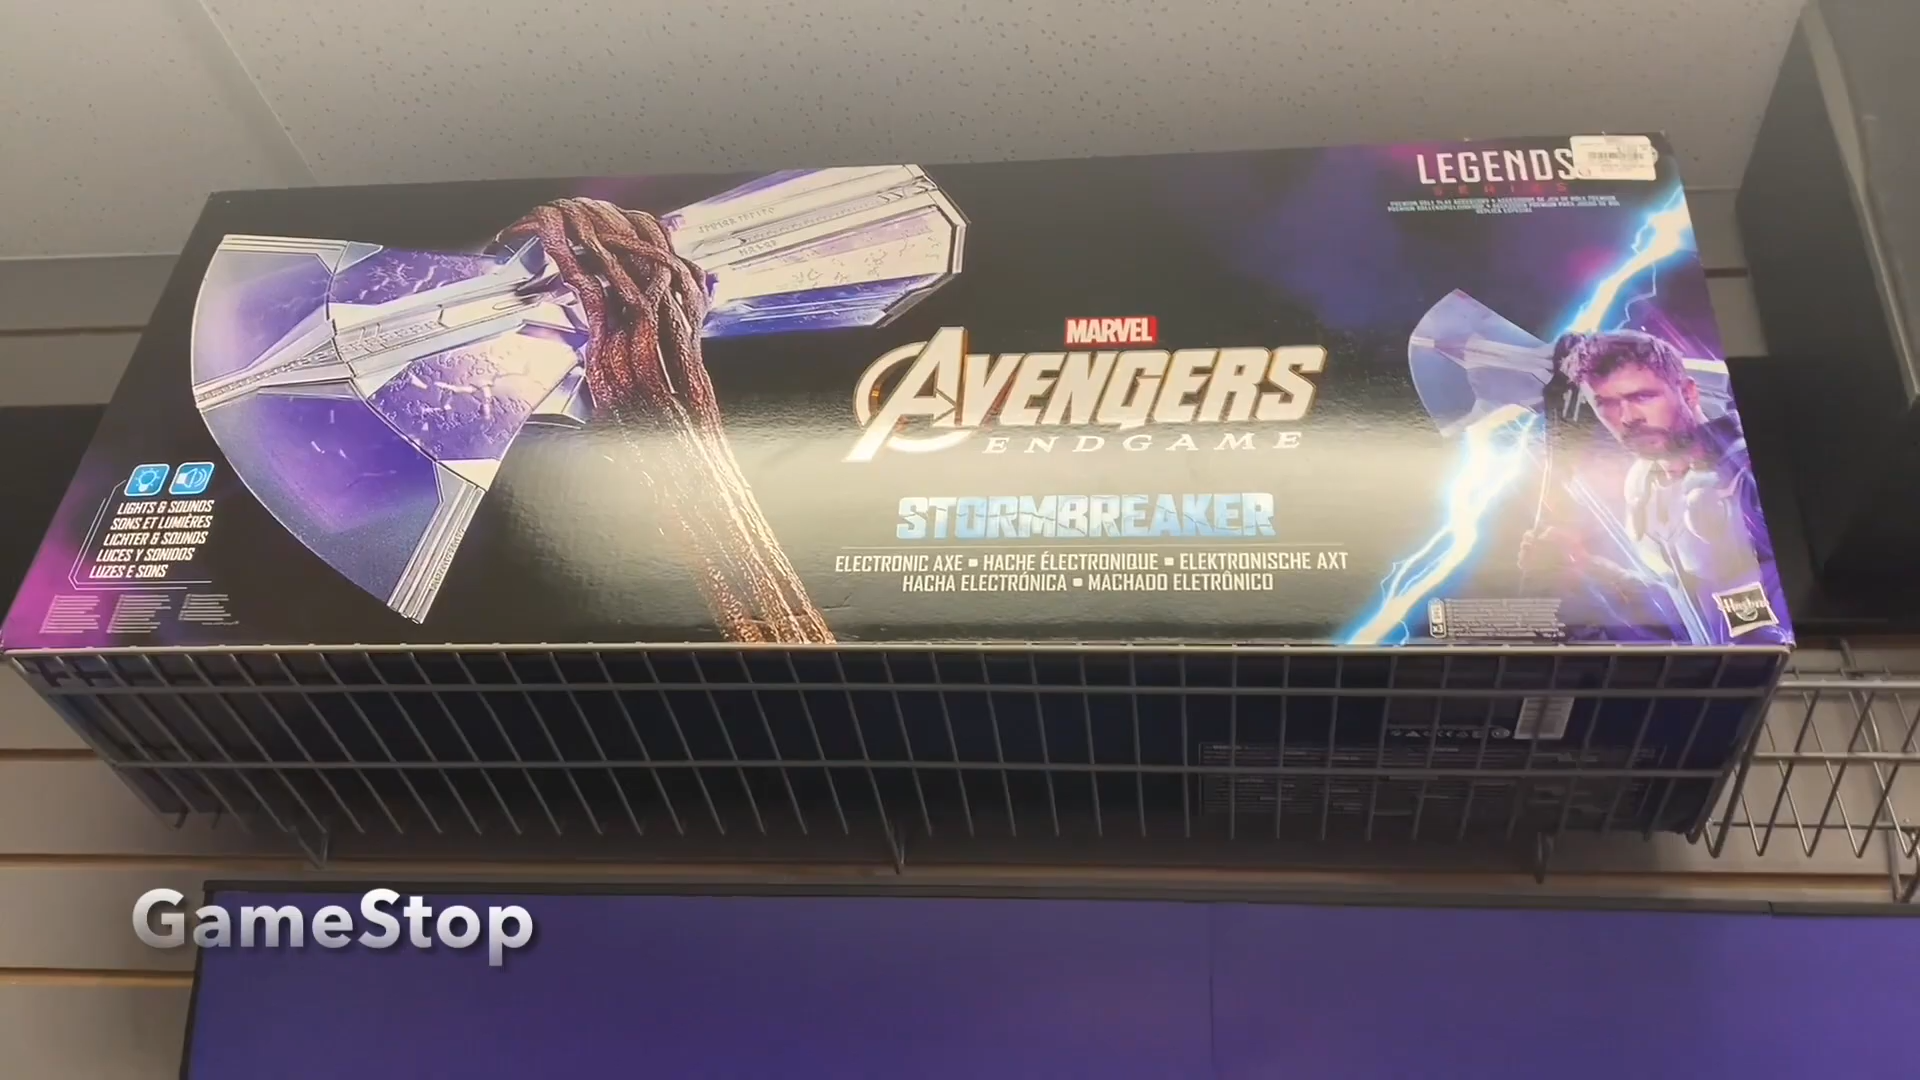 LEGENDS
SERIES
MARVEL
AVENGERS
ENDGAME
STORMBREAKER
ELECTRONIC AXE ▪ HACHE ÉLECTRONIQUE ▪ ELEKTRONISCHE AXT
HACHA ELECTRÓNICA ▪ MACHADO ELETRÔNICO
LIGHTS & SOUNDS
SONS ET LUMIÈRES
LICHTER & SOUNDS
LUCES Y SONIDOS
LUZES E SONS
Hasbro
GameStop